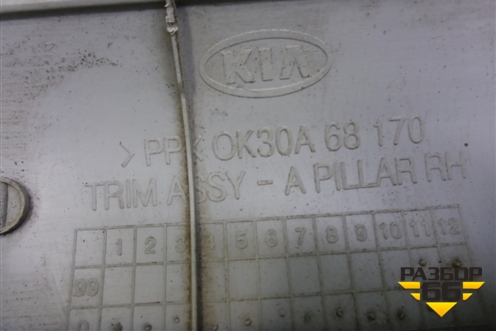 KIA
>PP< OK30A 68 170
TRIM ASSY - A PILLAR RH
1 2 3 4 5 6 7 8 9 10 11 12
99
РАЗБОР
66